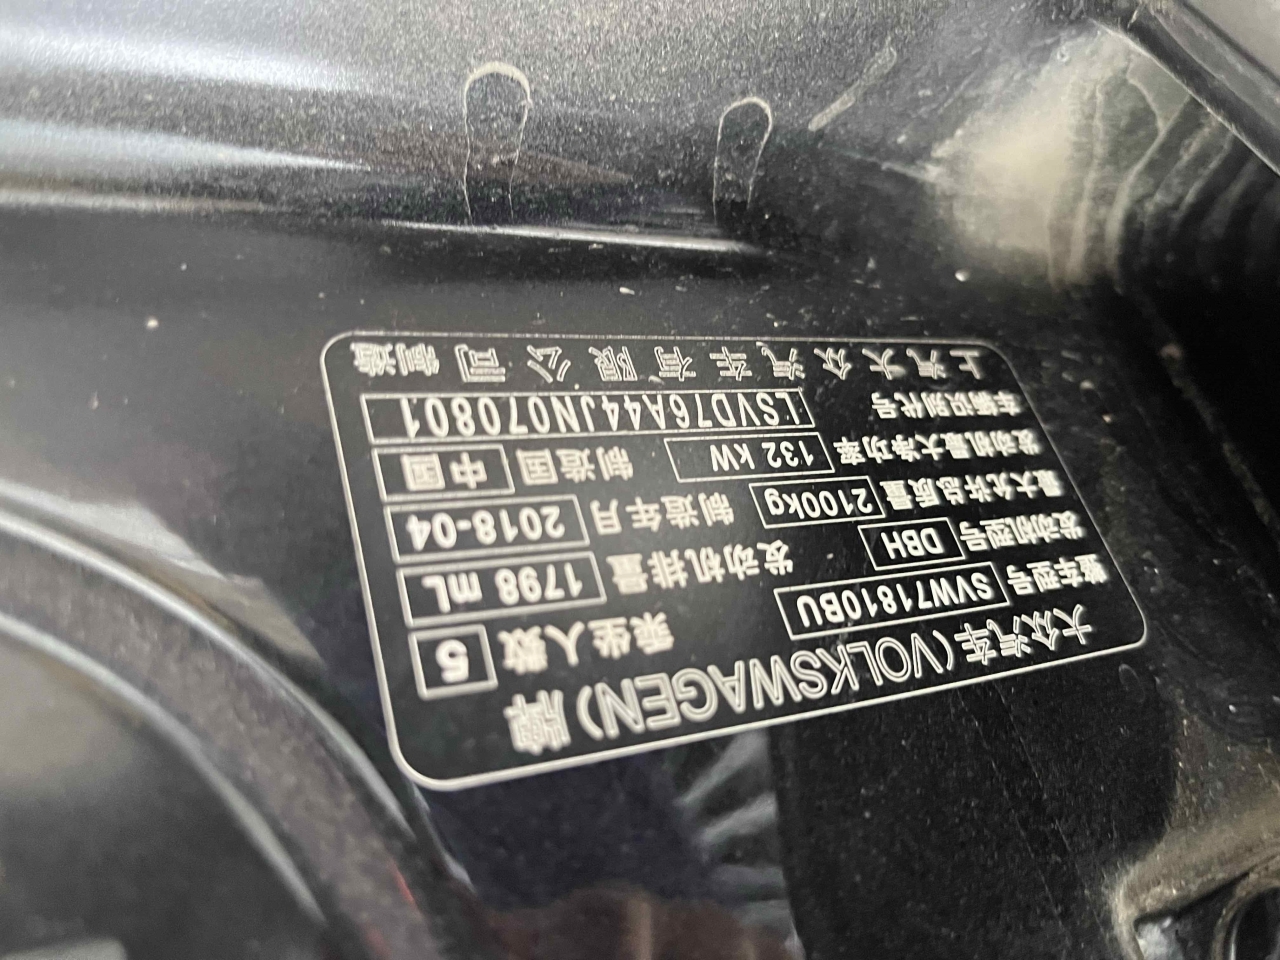 大众汽车(VOLKSWAGEN)牌
整车型号 SVW71810BU 乘坐人数 5
发动机型号 DBH 发动机排量 1798 mL
最大允许总质量 2100kg 制造年月 2018-04
发动机最大净功率 132 kW 制造国 中国
车辆识别代号 LSVD76A44JN070801
上汽大众汽车有限公司制造